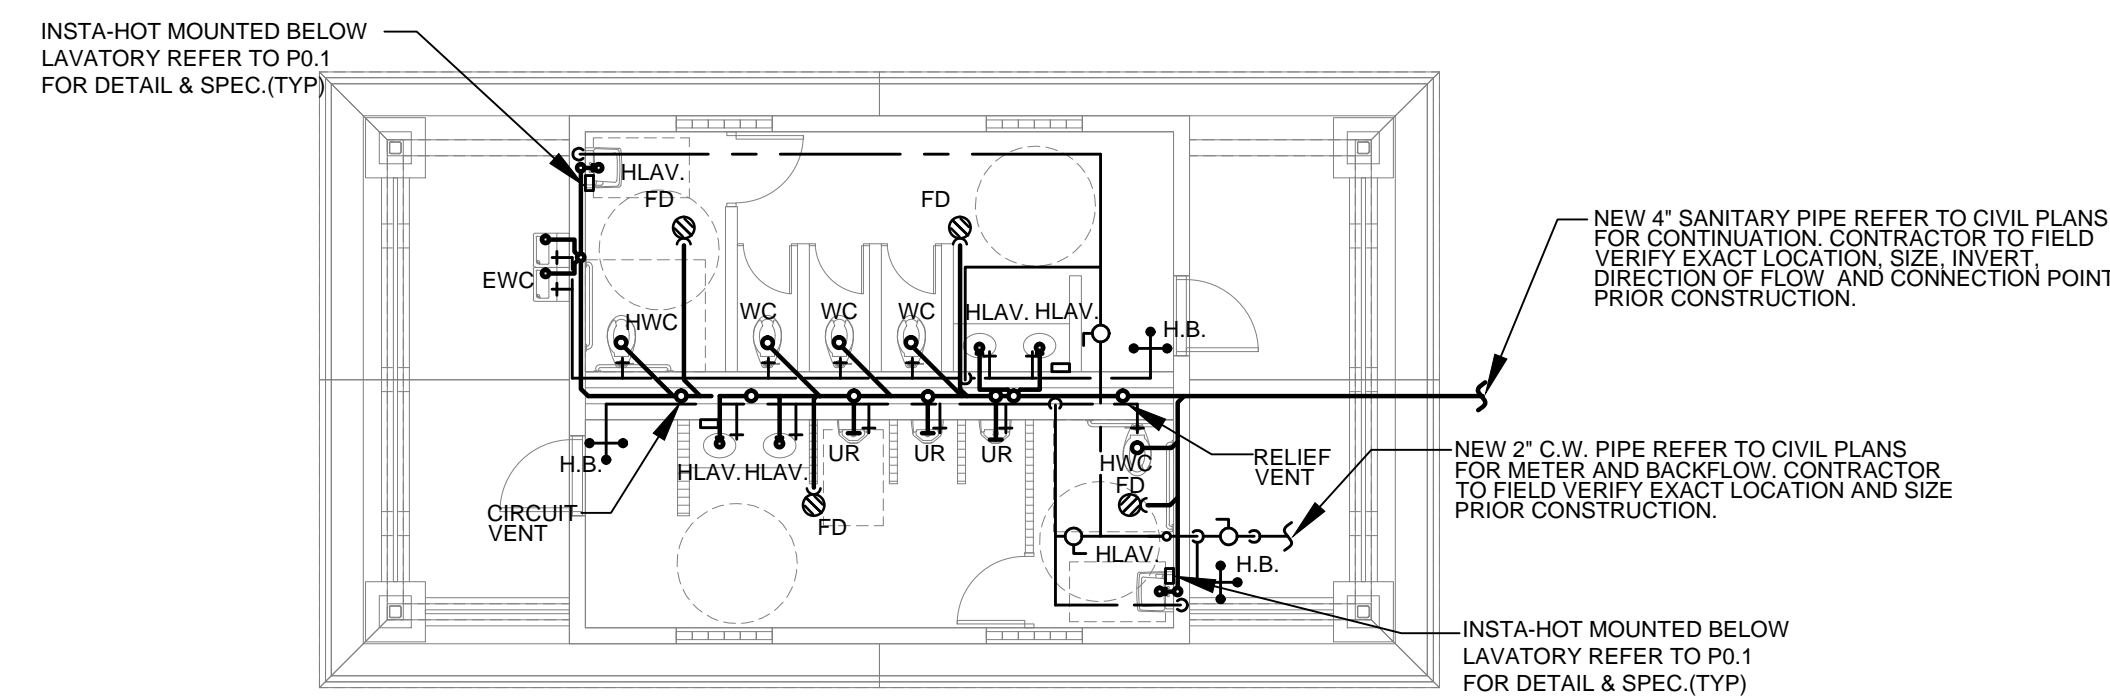 INSTA-HOT MOUNTED BELOW
LAVATORY REFER TO P0.1
FOR DETAIL & SPEC.(TYP)
HLAV.
FD
FD
EWC
HWC
WC
WC
WC
HLAV. HLAV.
H.B.
NEW 4" SANITARY PIPE REFER TO CIVIL PLANS
FOR CONTINUATION. CONTRACTOR TO FIELD
VERIFY EXACT LOCATION, SIZE, INVERT,
DIRECTION OF FLOW AND CONNECTION POINT
PRIOR CONSTRUCTION.
H.B.
HLAV. HLAV.
UR
UR
UR
HWC
FD
FD
CIRCUIT
VENT
RELIEF
VENT
NEW 2" C.W. PIPE REFER TO CIVIL PLANS
FOR METER AND BACKFLOW. CONTRACTOR
TO FIELD VERIFY EXACT LOCATION AND SIZE
PRIOR CONSTRUCTION.
HLAV.
H.B.
INSTA-HOT MOUNTED BELOW
LAVATORY REFER TO P0.1
FOR DETAIL & SPEC.(TYP)